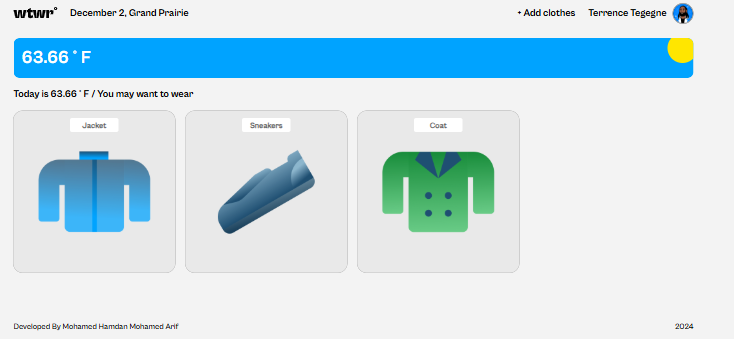 wtwr°
December 2, Grand Prairie
+ Add clothes
Terrence Tegegne
63.66 ° F
Today is 63.66 ° F / You may want to wear
Jacket
Sneakers
Coat
Developed By Mohamed Hamdan Mohamed Arif
2024